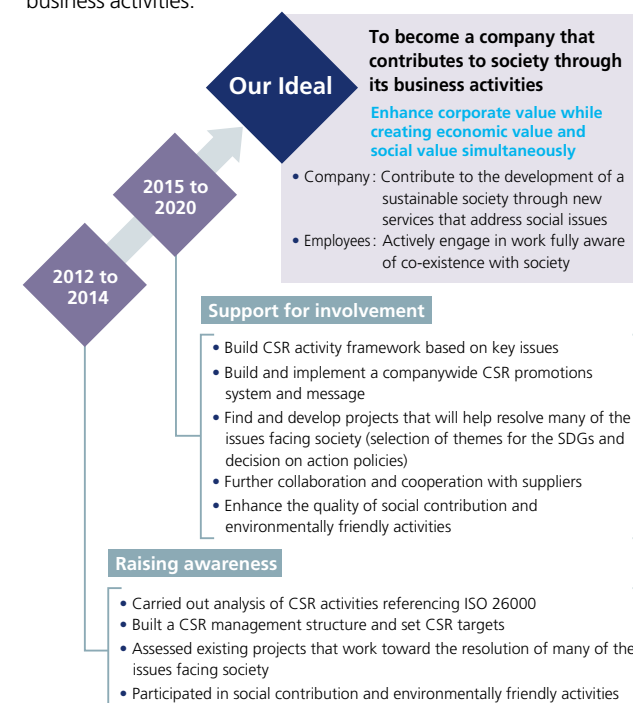 business activities.
To become a company that
contributes to society through
its business activities
Our Ideal
Enhance corporate value while
creating economic value and
social value simultaneously
• Company: Contribute to the development of a
sustainable society through new
services that address social issues
• Employees: Actively engage in work fully aware
of co-existence with society
2015 to
2020
2012 to
2014
Support for involvement
• Build CSR activity framework based on key issues
• Build and implement a companywide CSR promotions
system and message
• Find and develop projects that will help resolve many of the
issues facing society (selection of themes for the SDGs and
decision on action policies)
• Further collaboration and cooperation with suppliers
• Enhance the quality of social contribution and
environmentally friendly activities
Raising awareness
• Carried out analysis of CSR activities referencing ISO 26000
• Built a CSR management structure and set CSR targets
• Assessed existing projects that work toward the resolution of many of the
issues facing society
• Participated in social contribution and environmentally friendly activities